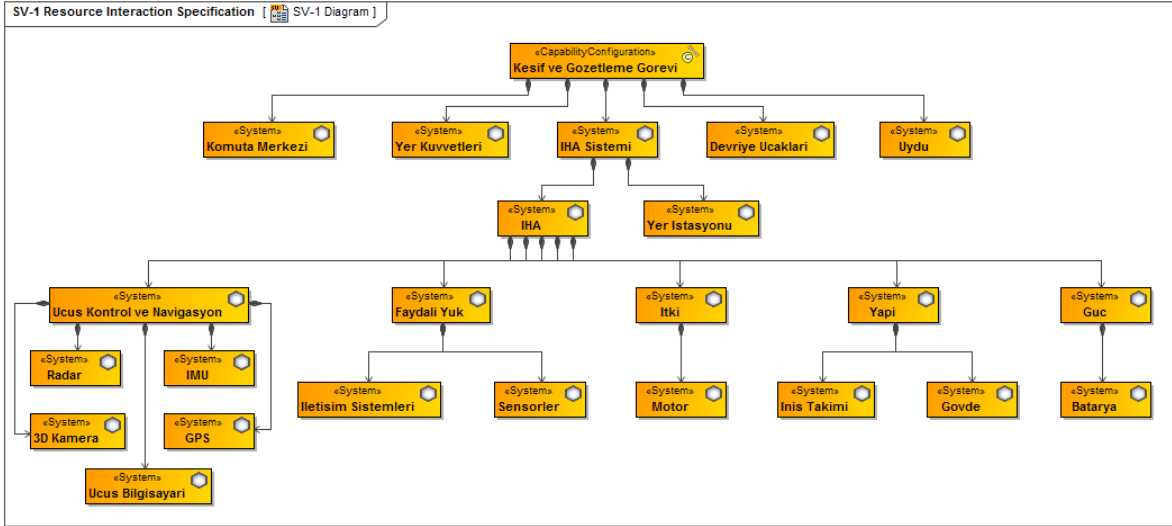 SV-1 Resource Interaction Specification [ SV-1 Diagram ]
«CapabilityConfiguration»
Kesif ve Gozetleme Gorevi
«System»
Komuta Merkezi
«System»
Yer Kuvvetleri
«System»
IHA Sistemi
«System»
Devriye Ucaklari
«System»
Uydu
«System»
IHA
«System»
Yer Istasyonu
«System»
Ucus Kontrol ve Navigasyon
«System»
Faydali Yuk
«System»
Itki
«System»
Yapi
«System»
Guc
«System»
Radar
«System»
IMU
«System»
Iletisim Sistemleri
«System»
Sensorler
«System»
Motor
«System»
Inis Takimi
«System»
Govde
«System»
Batarya
«System»
3D Kamera
«System»
GPS
«System»
Ucus Bilgisayari